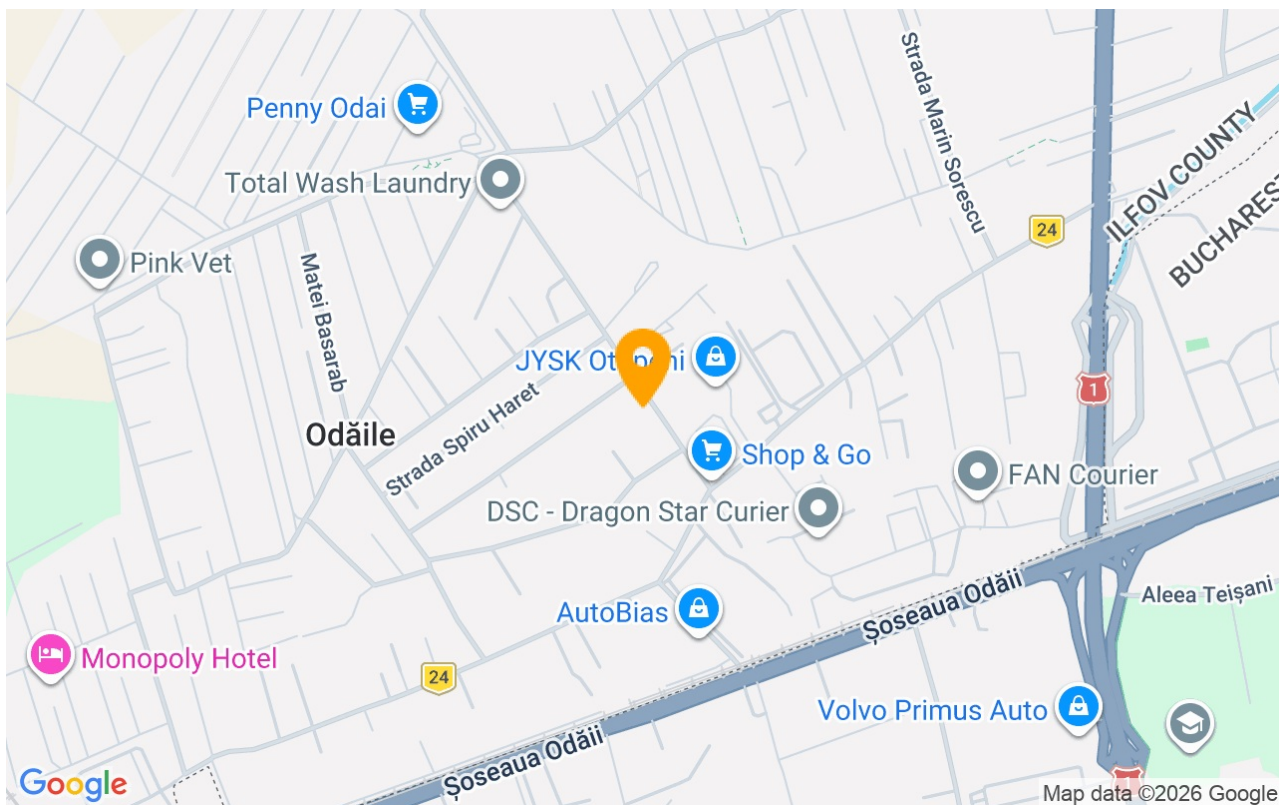 Strada Marin Sorescu
Penny Odai
Total Wash Laundry
ILFOV COUNTY
24
BUCHAREST
Pink Vet
Matei Basarab
JYSK Otopeni
1
Strada Spiru Haret
Odăile
Shop & Go
FAN Courier
DSC - Dragon Star Curier
AutoBias
Șoseaua Odăii
Aleea Teișani
Monopoly Hotel
24
Volvo Primus Auto
Șoseaua Odăii
Google
1
Map data ©2026 Google